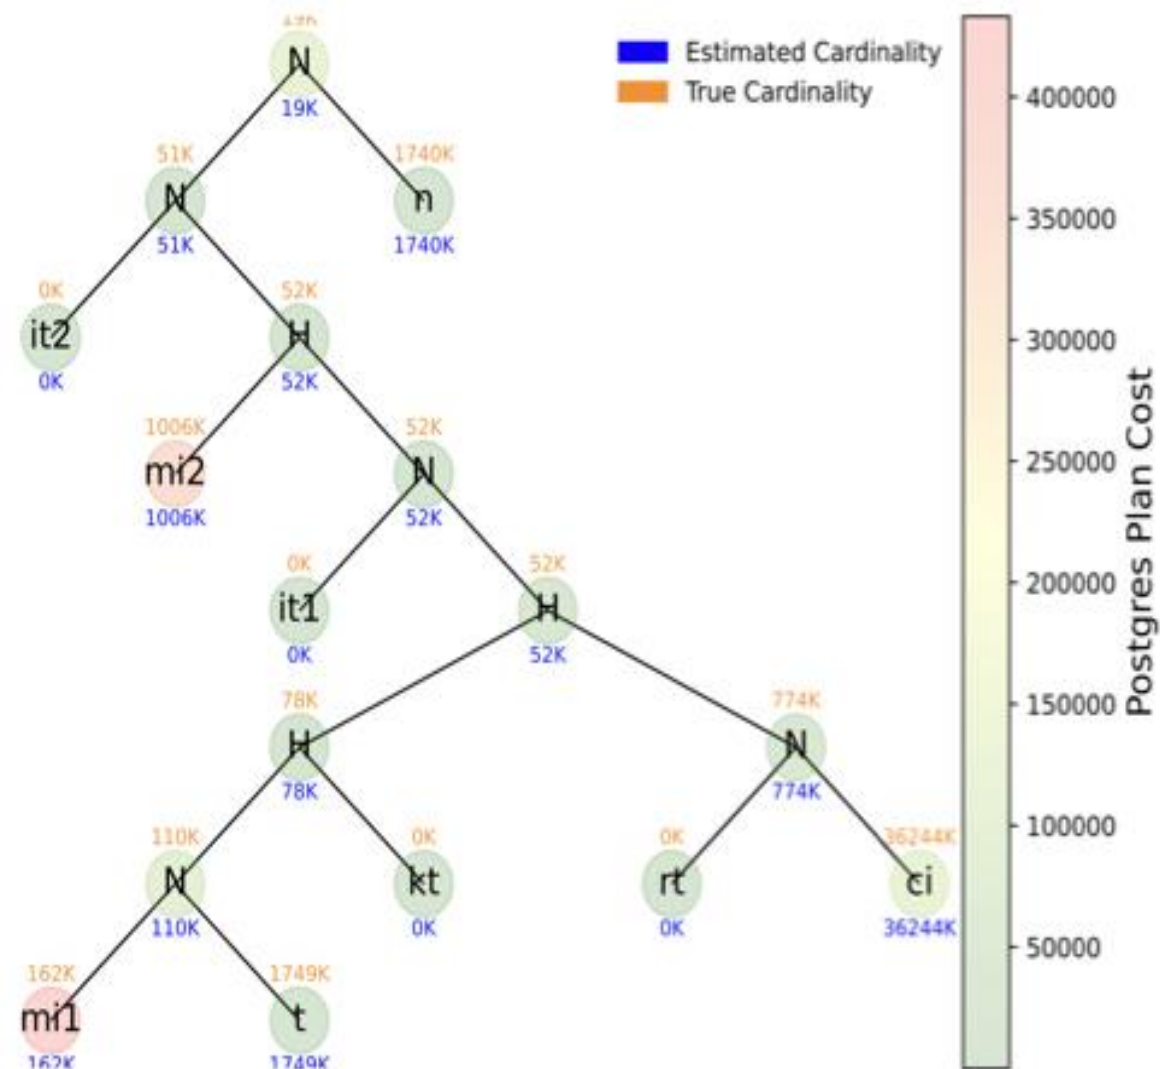 N
19K
Estimated Cardinality
True Cardinality
51K
N
51K
1740K
n
1740K
0K
it2
0K
52K
H
52K
1006K
mi2
1006K
52K
N
52K
0K
it1
0K
52K
H
52K
78K
H
78K
774K
N
774K
110K
N
110K
0K
kt
0K
0K
rt
0K
36244K
ci
36244K
162K
mi1
162K
1749K
t
1749K
400000
350000
300000
250000
200000
150000
100000
50000
Postgres Plan Cost